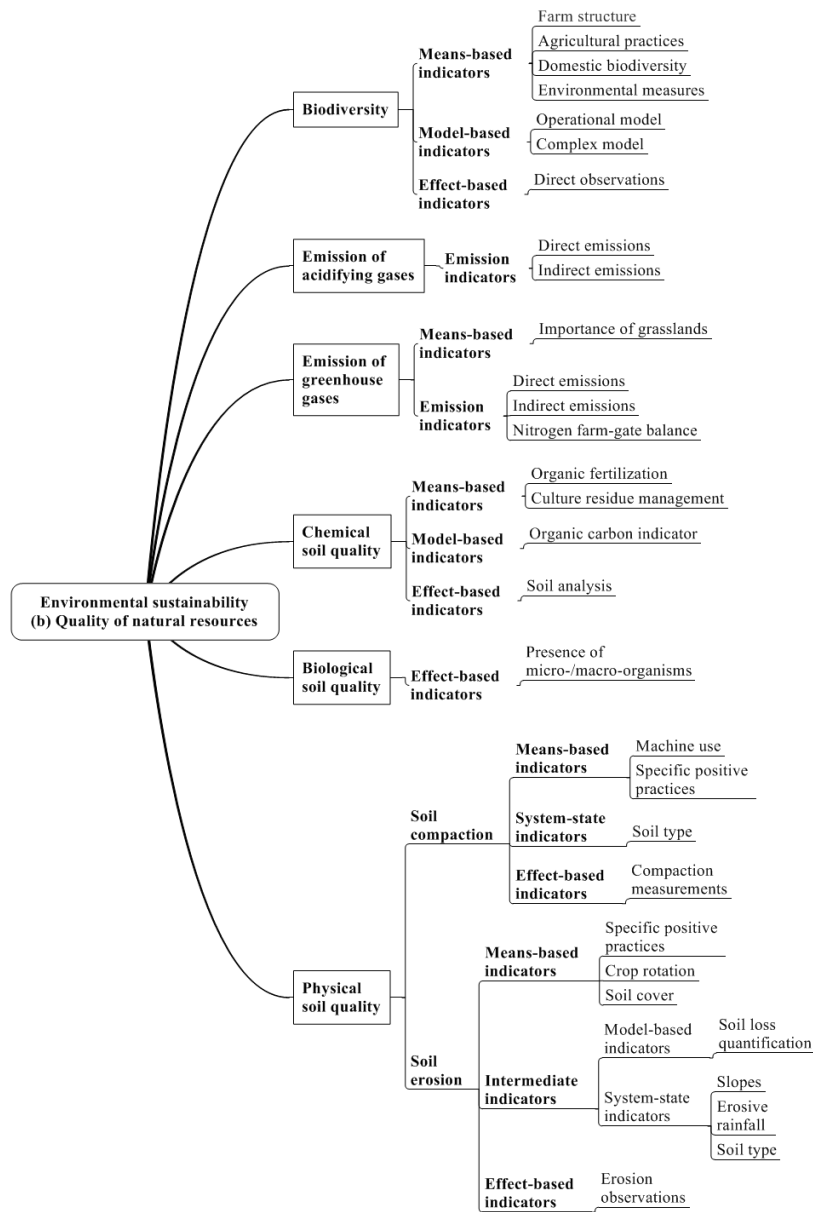 Farm structure
Agricultural practices
Means-based
indicators
Domestic biodiversity
Environmental measures
Biodiversity
Operational model
Model-based
indicators
Complex model
Effect-based
indicators
Direct observations
Emission of
acidifying gases
Emission
indicators
Direct emissions
Indirect emissions
Means-based
indicators
Importance of grasslands
Emission of
greenhouse
gases
Direct emissions
Emission
indicators
Indirect emissions
Nitrogen farm-gate balance
Organic fertilization
Means-based
indicators
Culture residue management
Chemical
soil quality
Model-based
indicators
Organic carbon indicator
Effect-based
indicators
Soil analysis
Environmental sustainability
(b) Quality of natural resources
Biological
soil quality
Effect-based
indicators
Presence of
micro-/macro-organisms
Means-based
indicators
Machine use
Specific positive
practices
Soil
compaction
System-state
indicators
Soil type
Effect-based
indicators
Compaction
measurements
Physical
soil quality
Means-based
indicators
Specific positive
practices
Crop rotation
Soil cover
Soil
erosion
Intermediate
indicators
Model-based
indicators
Soil loss
quantification
System-state
indicators
Slopes
Erosive
rainfall
Soil type
Effect-based
indicators
Erosion
observations